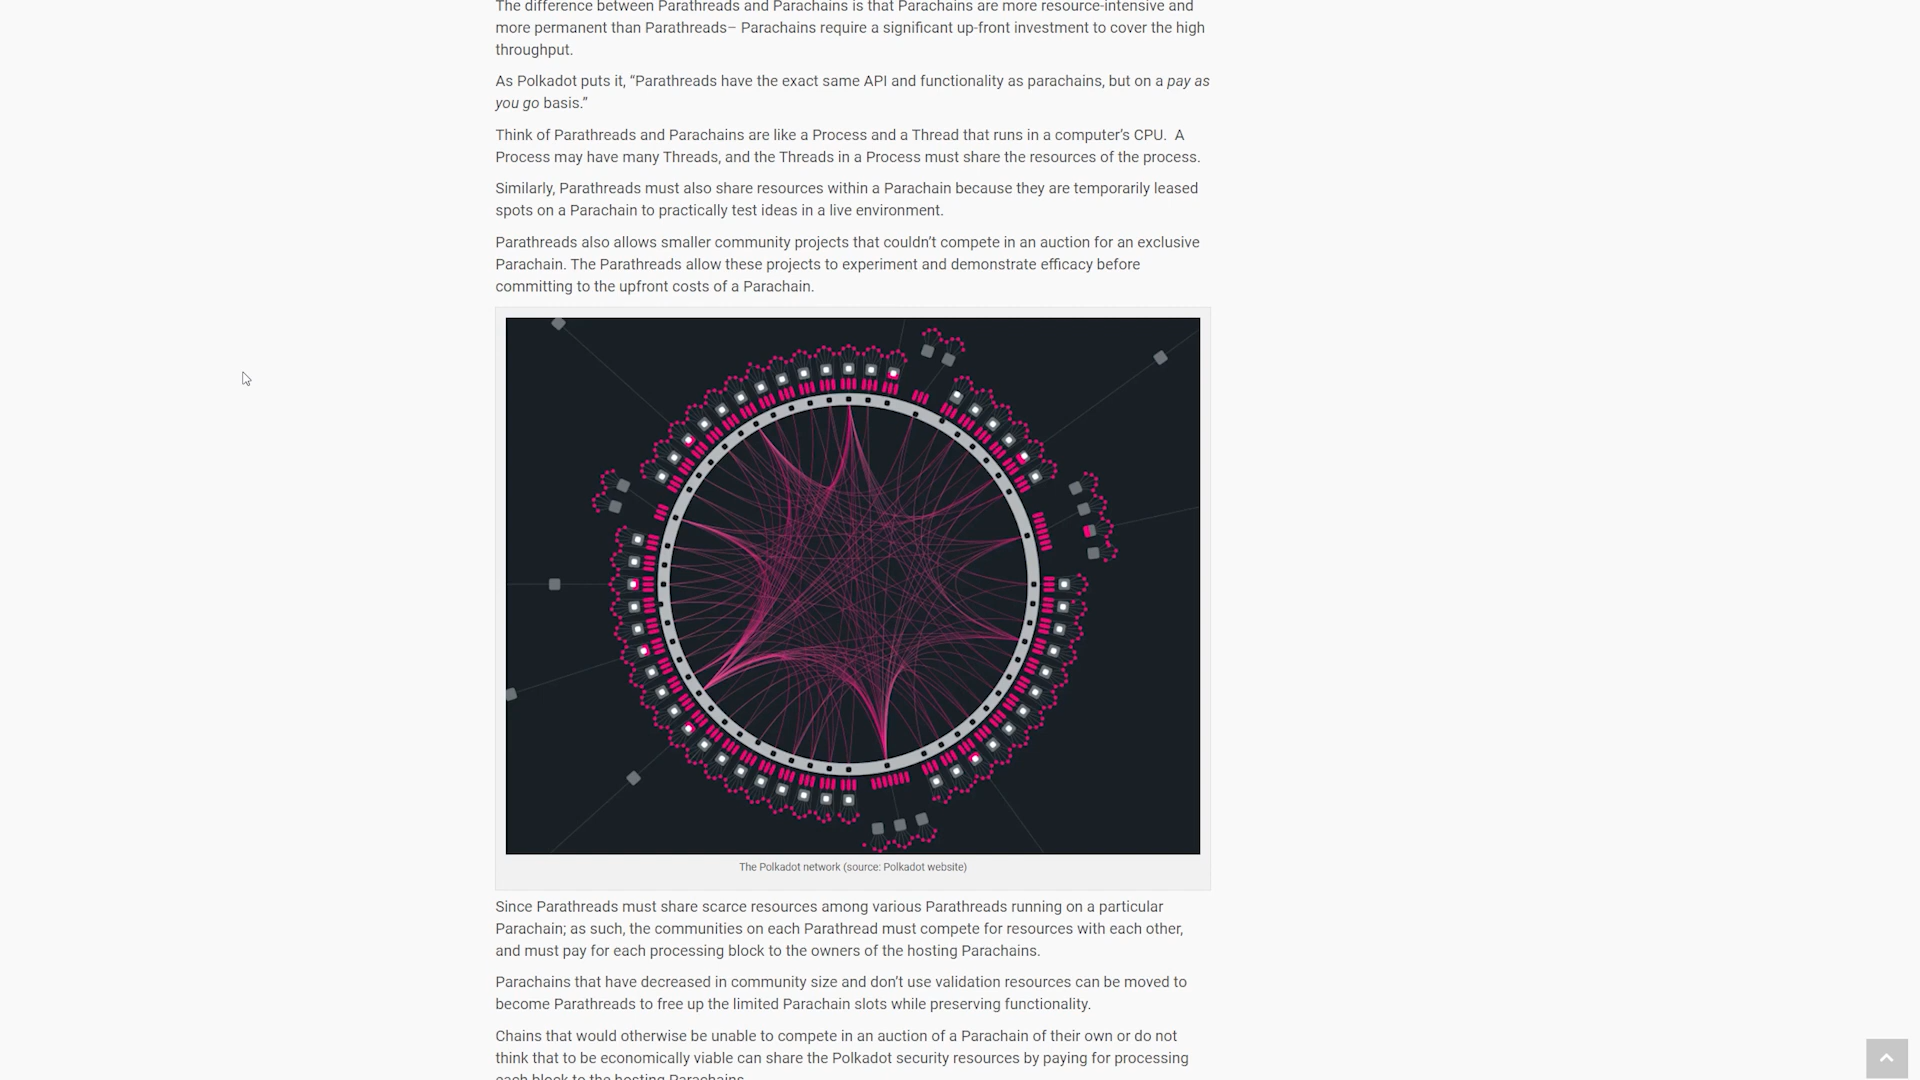 The difference between Parathreads and Parachains is that Parachains are more resource-intensive and
more permanent than Parathreads– Parachains require a significant up-front investment to cover the high
throughput.
As Polkadot puts it, “Parathreads have the exact same API and functionality as parachains, but on a pay as
you go basis.”
Think of Parathreads and Parachains are like a Process and a Thread that runs in a computer’s CPU.  A
Process may have many Threads, and the Threads in a Process must share the resources of the process.
Similarly, Parathreads must also share resources within a Parachain because they are temporarily leased
spots on a Parachain to practically test ideas in a live environment.
Parathreads also allows smaller community projects that couldn’t compete in an auction for an exclusive
Parachain. The Parathreads allow these projects to experiment and demonstrate efficacy before
committing to the upfront costs of a Parachain.
The Polkadot network (source: Polkadot website)
Since Parathreads must share scarce resources among various Parathreads running on a particular
Parachain; as such, the communities on each Parathread must compete for resources with each other,
and must pay for each processing block to the owners of the hosting Parachains.
Parachains that have decreased in community size and don’t use validation resources can be moved to
become Parathreads to free up the limited Parachain slots while preserving functionality.
Chains that would otherwise be unable to compete in an auction of a Parachain of their own or do not
think that to be economically viable can share the Polkadot security resources by paying for processing
each block to the hosting Parachains.